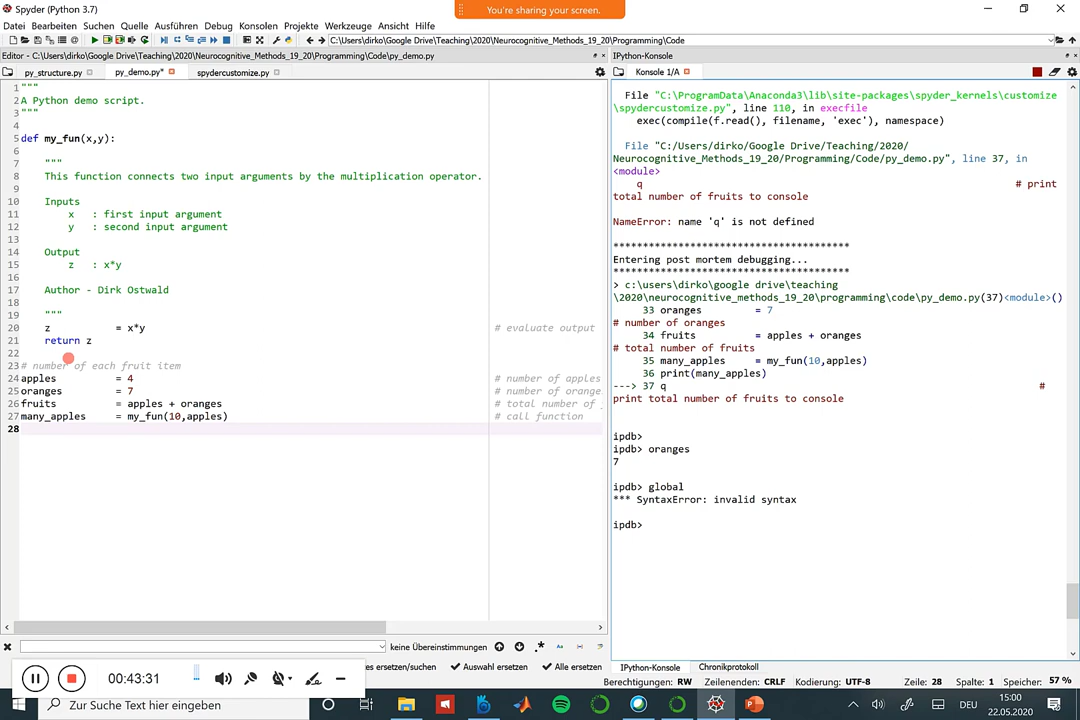 Spyder (Python 3.7)
You're sharing your screen.
Datei Bearbeiten Suchen Quelle Ausführen Debug Konsolen Projekte Werkzeuge Ansicht Hilfe
C:\Users\dirko\Google Drive\Teaching\2020\Neurocognitive_Methods_19_20\Programming\Code
Editor - C:\Users\dirko\Google Drive\Teaching\2020\Neurocognitive_Methods_19_20\Programming\Code\py_demo.py
py_structure.py py_demo.py* spydercustomize.py
1 """
2 A Python demo script.
3 """
4
5 def my_fun(x,y):
6
7 """
8 This function connects two input arguments by the multiplication operator.
9
10 Inputs
11 x : first input argument
12 y : second input argument
13
14 Output
15 z : x*y
16
17 Author - Dirk Ostwald
18
19 """
20 z = x*y # evaluate output
21 return z
22
23 # number of each fruit item
24 apples = 4 # number of apples
25 oranges = 7 # number of orange
26 fruits = apples + oranges # total number of
27 many_apples = my_fun(10,apples) # call function
28
keine Übereinstimmungen .* Aa
es ersetzen/suchen Auswahl ersetzen Alle ersetzen
00:43:31
IPython-Konsole
Konsole 1/A
File "C:\ProgramData\Anaconda3\lib\site-packages\spyder_kernels\customize
\spydercustomize.py", line 110, in execfile
exec(compile(f.read(), filename, 'exec'), namespace)
File "C:/Users/dirko/Google Drive/Teaching/2020/
Neurocognitive_Methods_19_20/Programming/Code/py_demo.py", line 37, in
<module>
q # print
total number of fruits to console
NameError: name 'q' is not defined
****************************************
Entering post mortem debugging...
****************************************
> c:\users\dirko\google drive\teaching
\2020\neurocognitive_methods_19_20\programming\code\py_demo.py(37)<module>()
33 oranges = 7
# number of oranges
34 fruits = apples + oranges
# total number of fruits
35 many_apples = my_fun(10,apples)
36 print(many_apples)
---> 37 q #
print total number of fruits to console
ipdb>
ipdb> oranges
7
ipdb> global
*** SyntaxError: invalid syntax
ipdb>
IPython-Konsole Chronikprotokoll
Berechtigungen: RW Zeilenenden: CRLF Kodierung: UTF-8 Zeile: 28 Spalte: 1 Speicher: 57 %
Zur Suche Text hier eingeben
DEU
15:00
22.05.2020